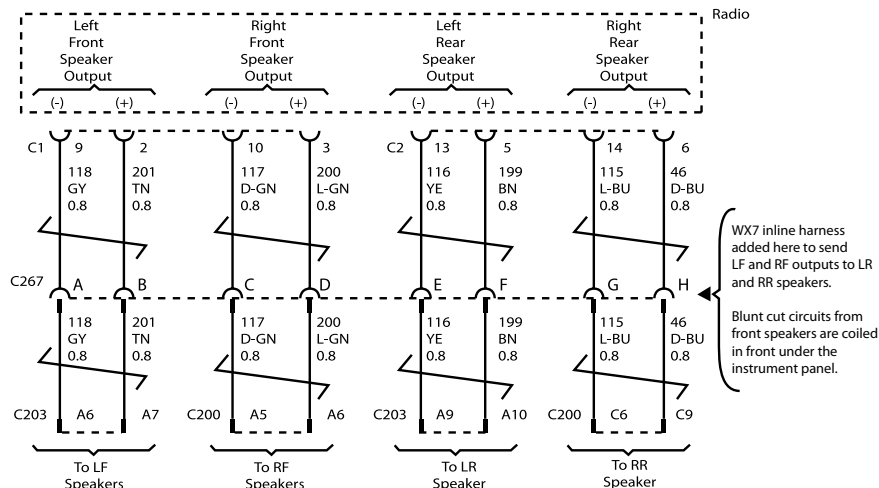 Radio
Left Right Left Right
Front Front Rear Rear
Speaker Speaker Speaker Speaker
Output Output Output Output
(-) (+) (-) (+) (-) (+) (-) (+)
C1 9 2 10 3 C2 13 5 14 6
118 201 117 200 116 199 115 46
GY TN D-GN L-GN YE BN L-BU D-BU
0.8 0.8 0.8 0.8 0.8 0.8 0.8 0.8
WX7 inline harness
added here to send
LF and RF outputs to LR
and RR speakers.
Blunt cut circuits from
front speakers are coiled
in front under the
instrument panel.
C267 A B C D E F G H
118 201 117 200 116 199 115 46
GY TN D-GN L-GN YE BN L-BU D-BU
0.8 0.8 0.8 0.8 0.8 0.8 0.8 0.8
C203 A6 A7 C200 A5 A6 C203 A9 A10 C200 C6 C9
To LF To RF To LR To RR
Speakers Speakers Speaker Speaker